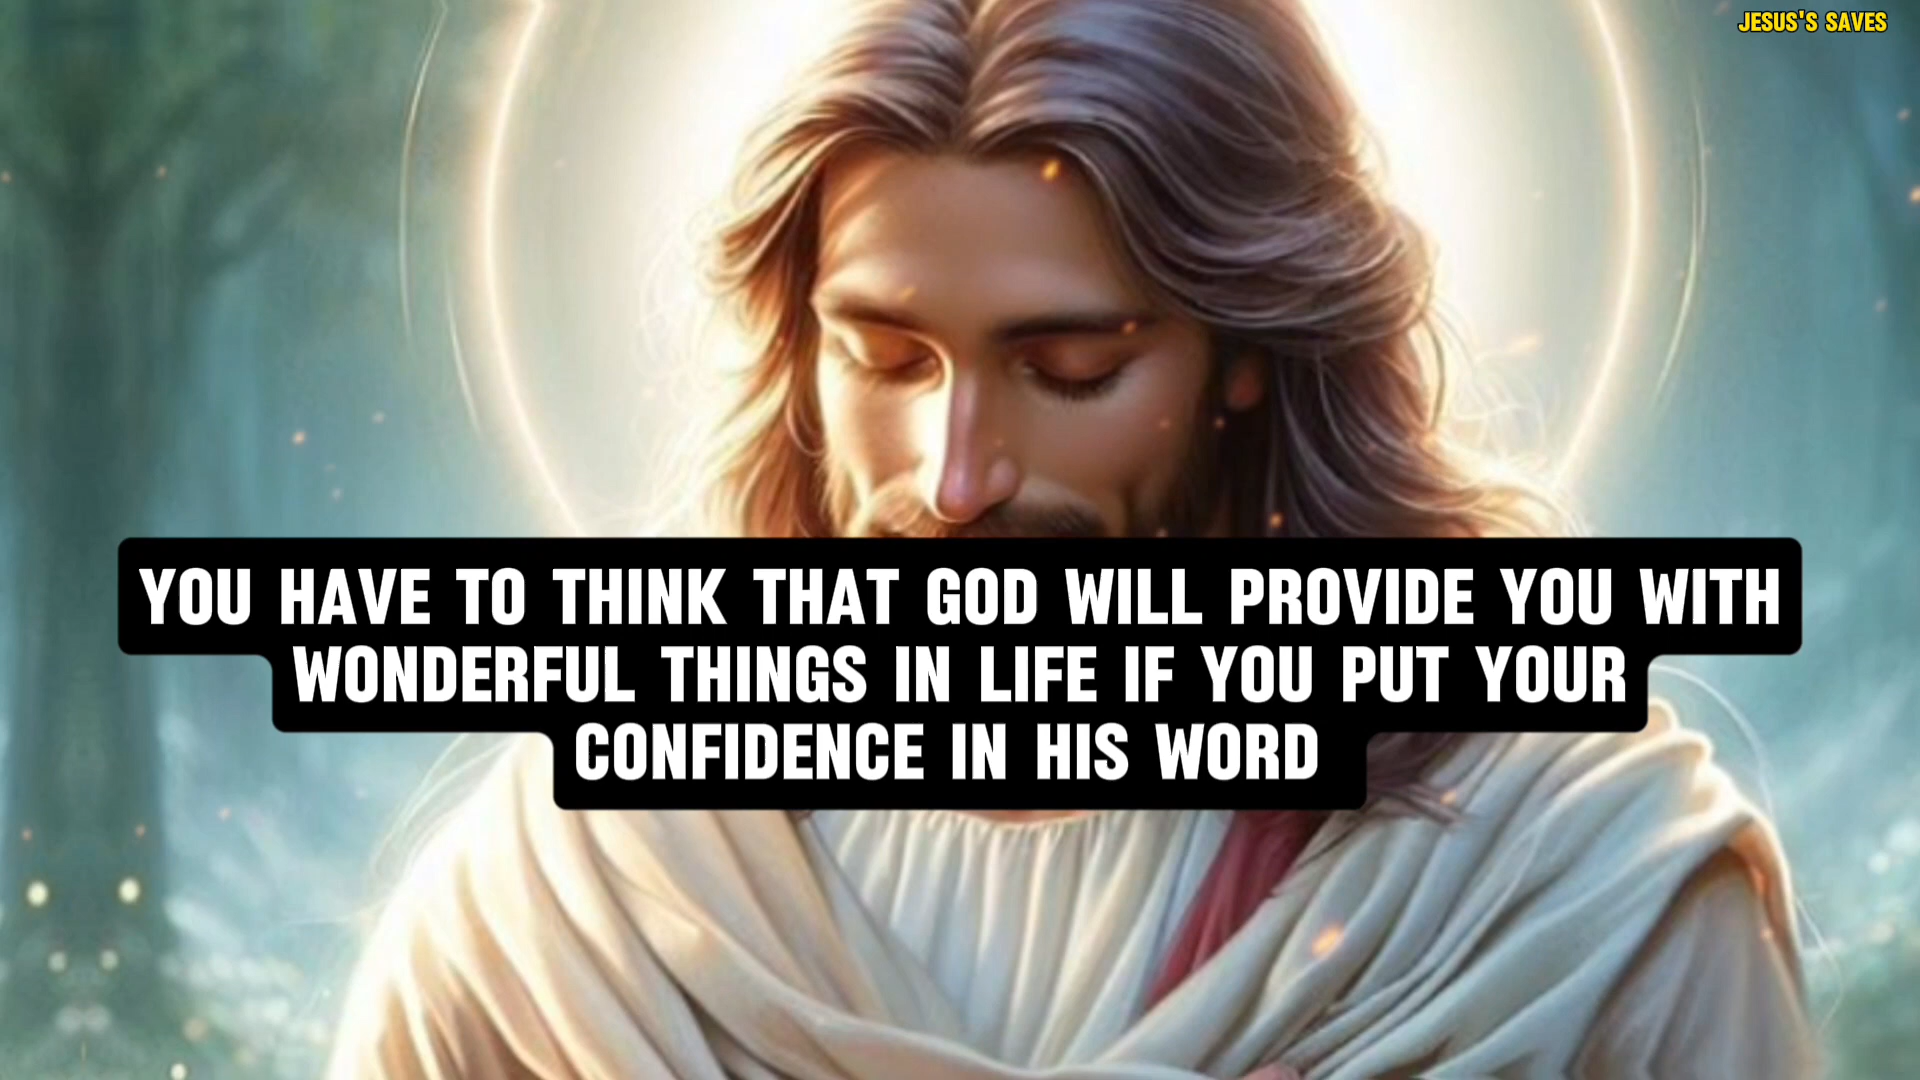 JESUS'S SAVES
YOU HAVE TO THINK THAT GOD WILL PROVIDE YOU WITH
WONDERFUL THINGS IN LIFE IF YOU PUT YOUR
CONFIDENCE IN HIS WORD